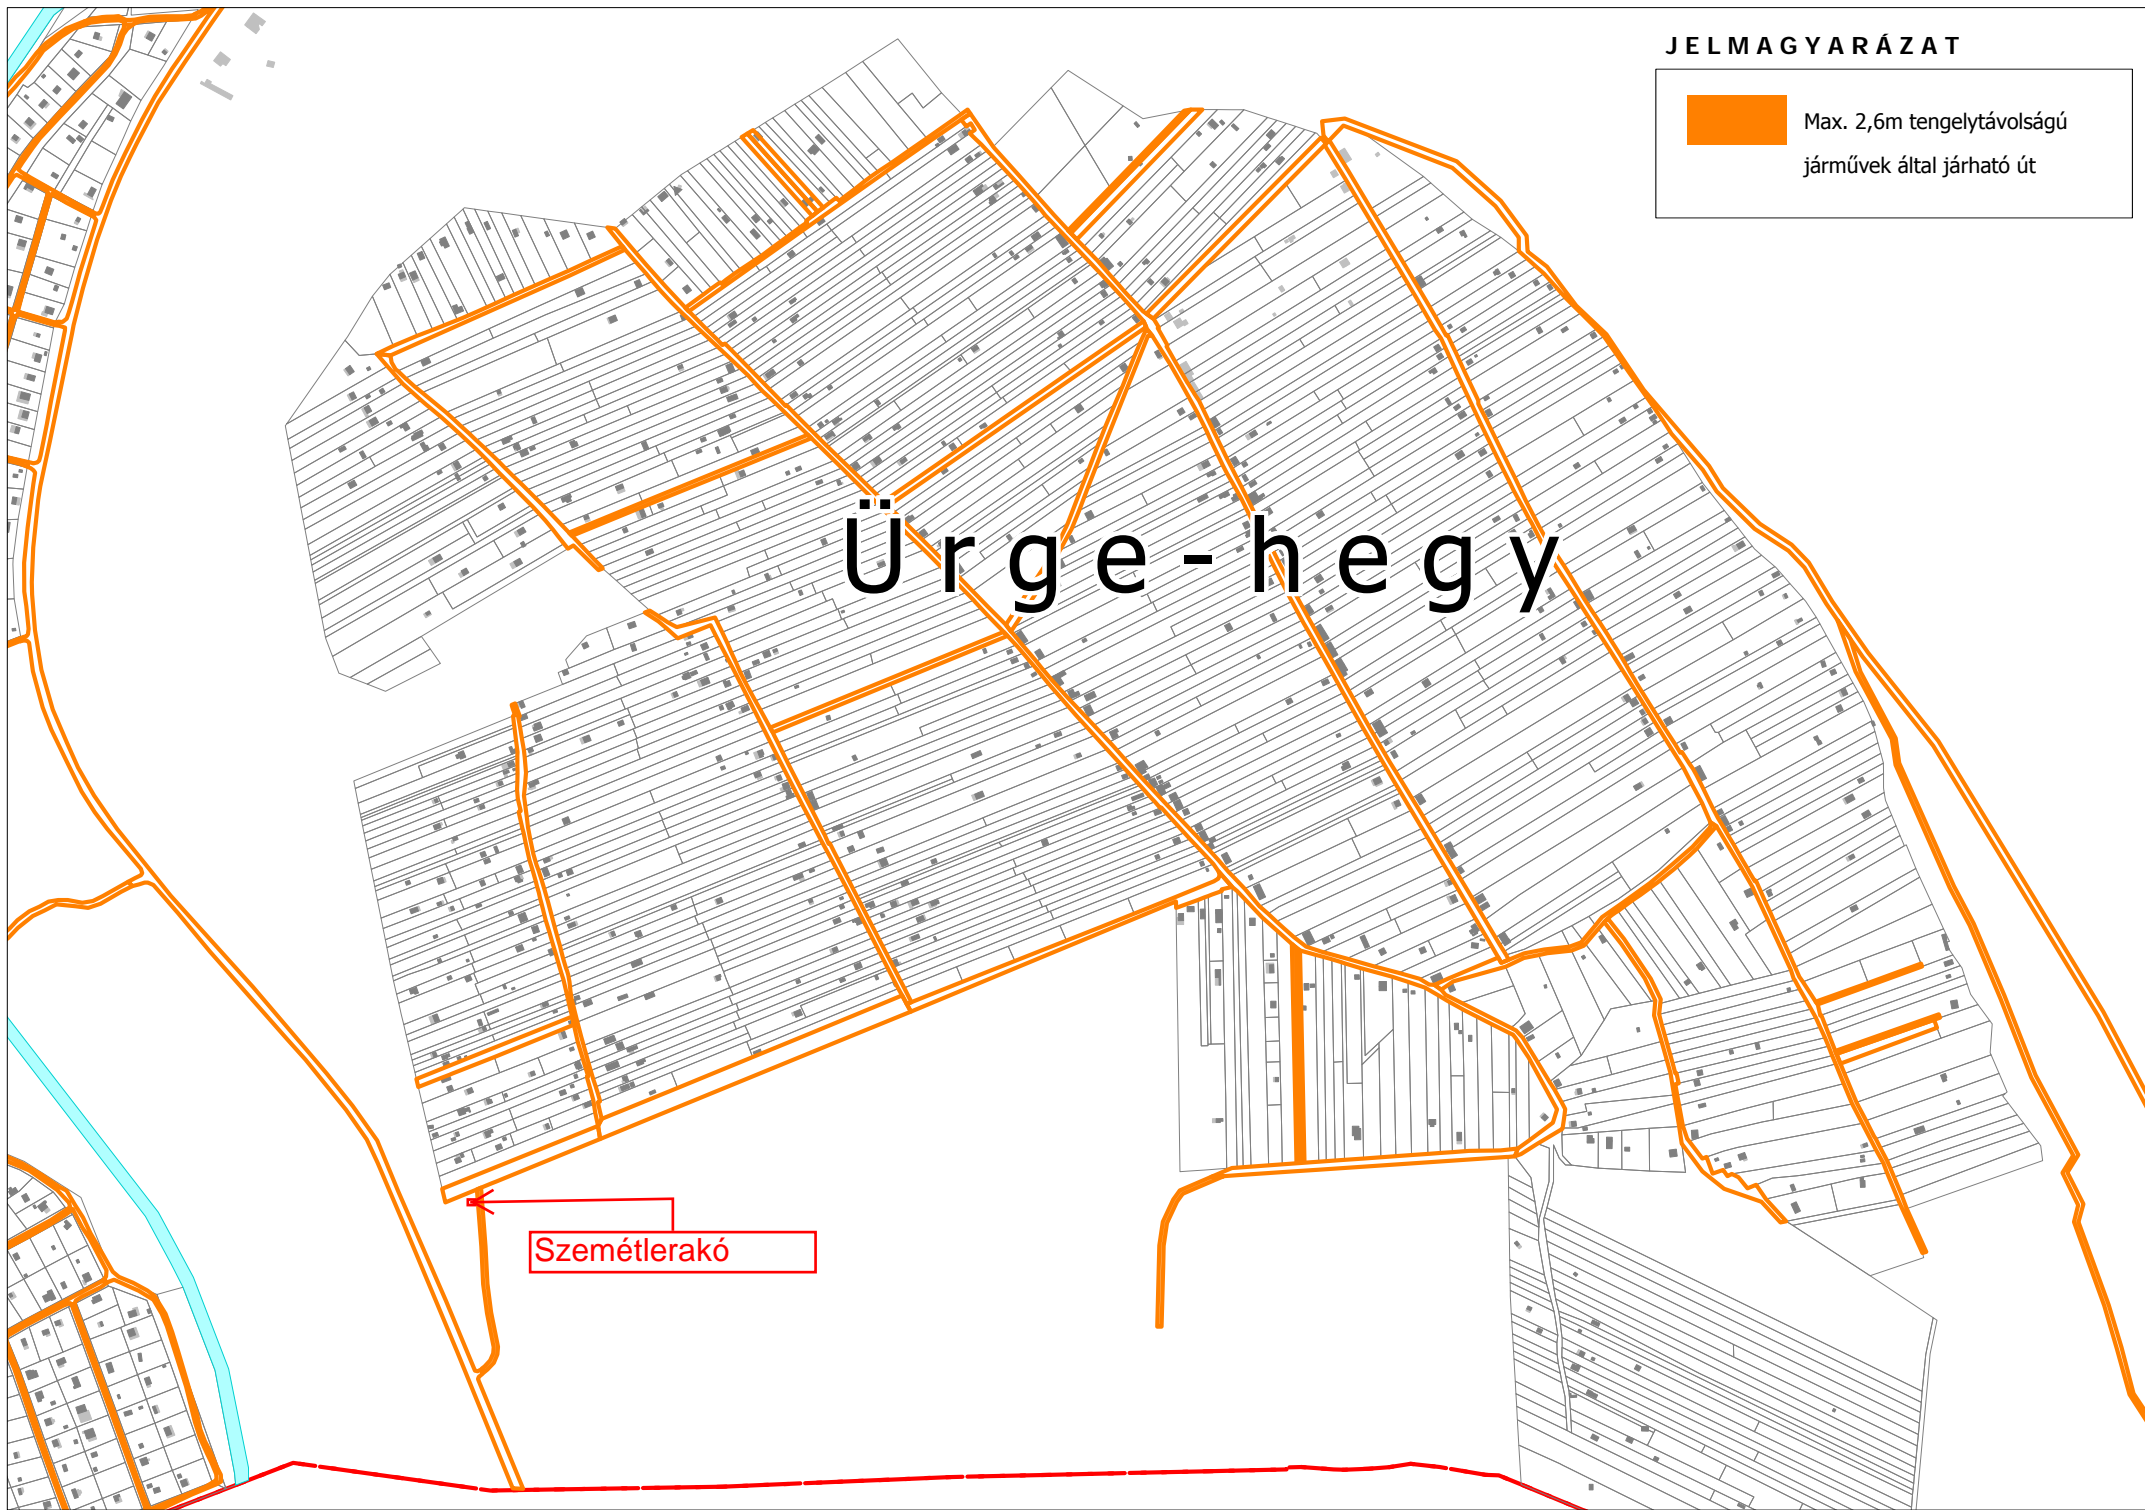 JELMAGYARÁZAT
Max. 2,6m tengelytávolságú
járművek által járható út
Ürge-hegy
Szemétlerakó